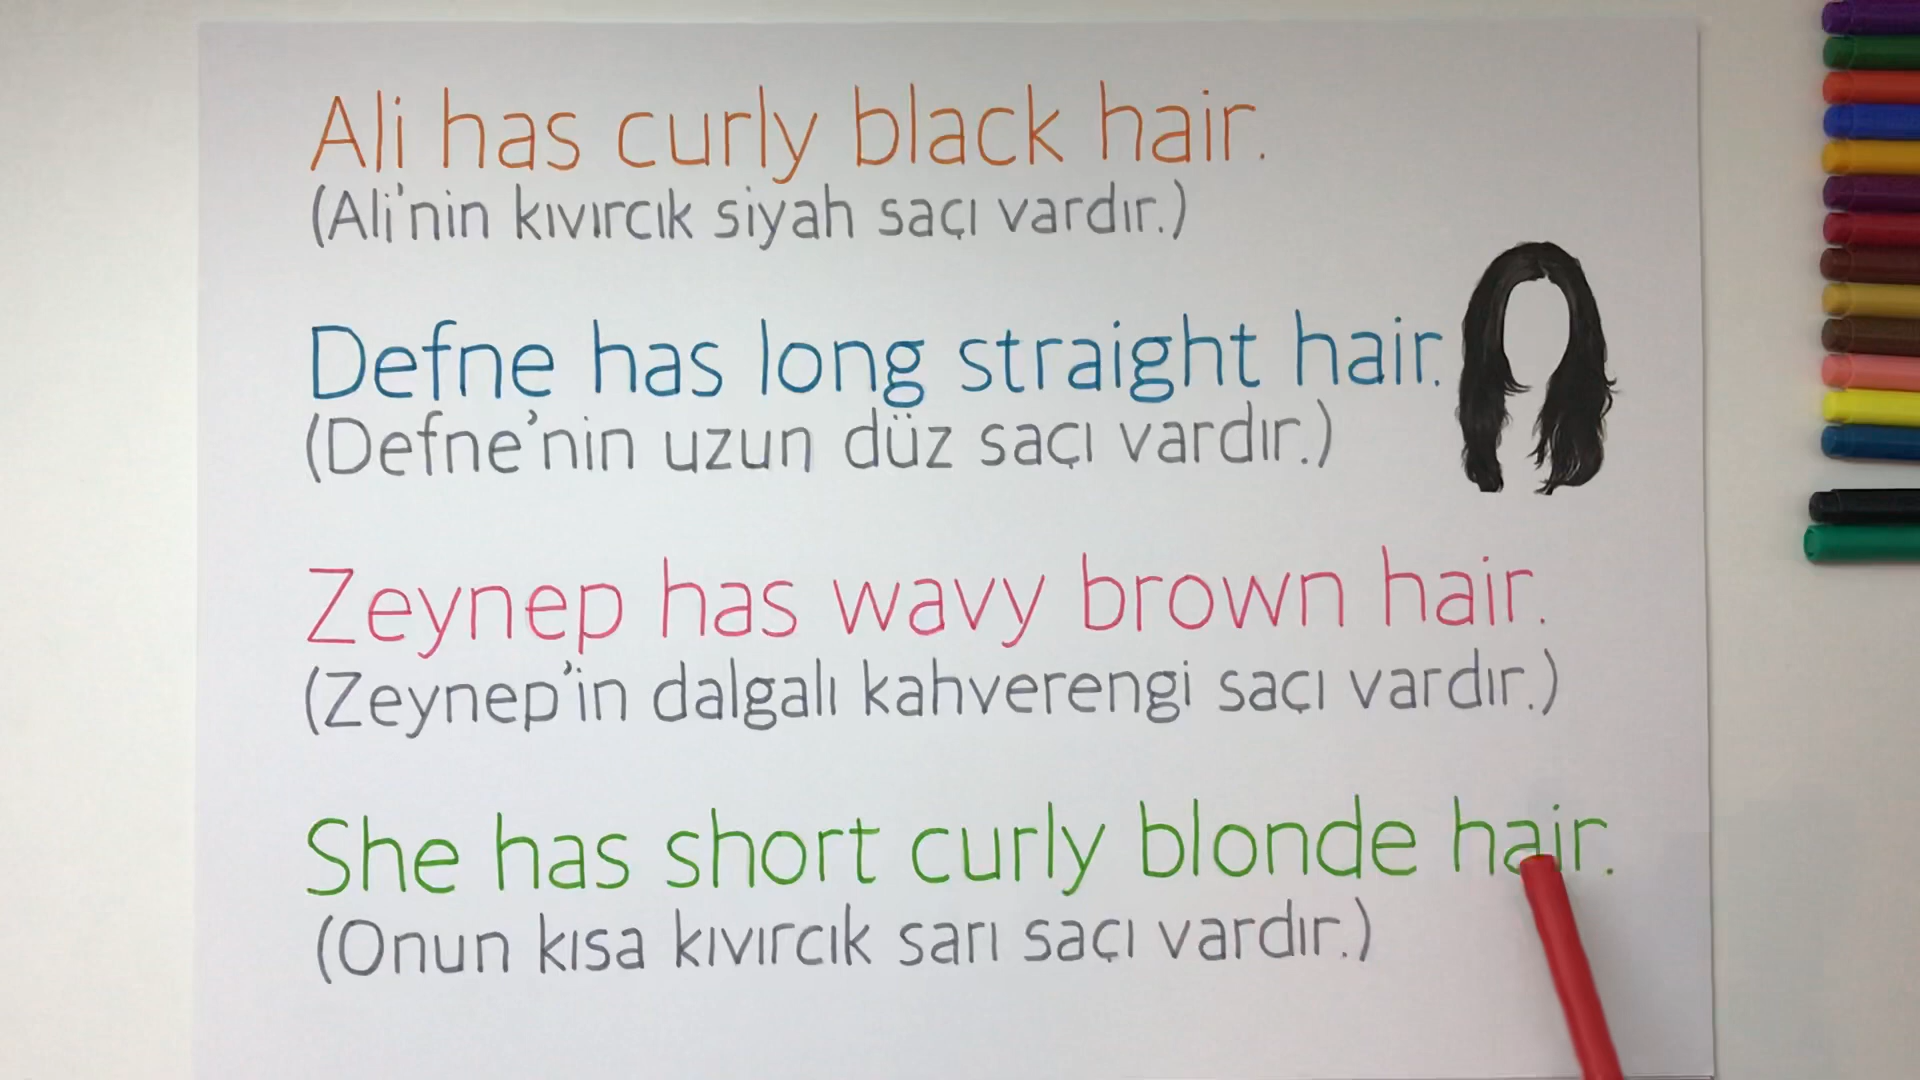 Ali has curly black hair.
(Ali'nin kıvırcık siyah saçı vardır.)
Defne has long straight hair.
(Defne'nin uzun düz saçı vardır.)
Zeynep has wavy brown hair.
(Zeynep'in dalgalı kahverengi saçı vardır.)
She has short curly blonde hair.
(Onun kısa kıvırcık sarı saçı vardır.)